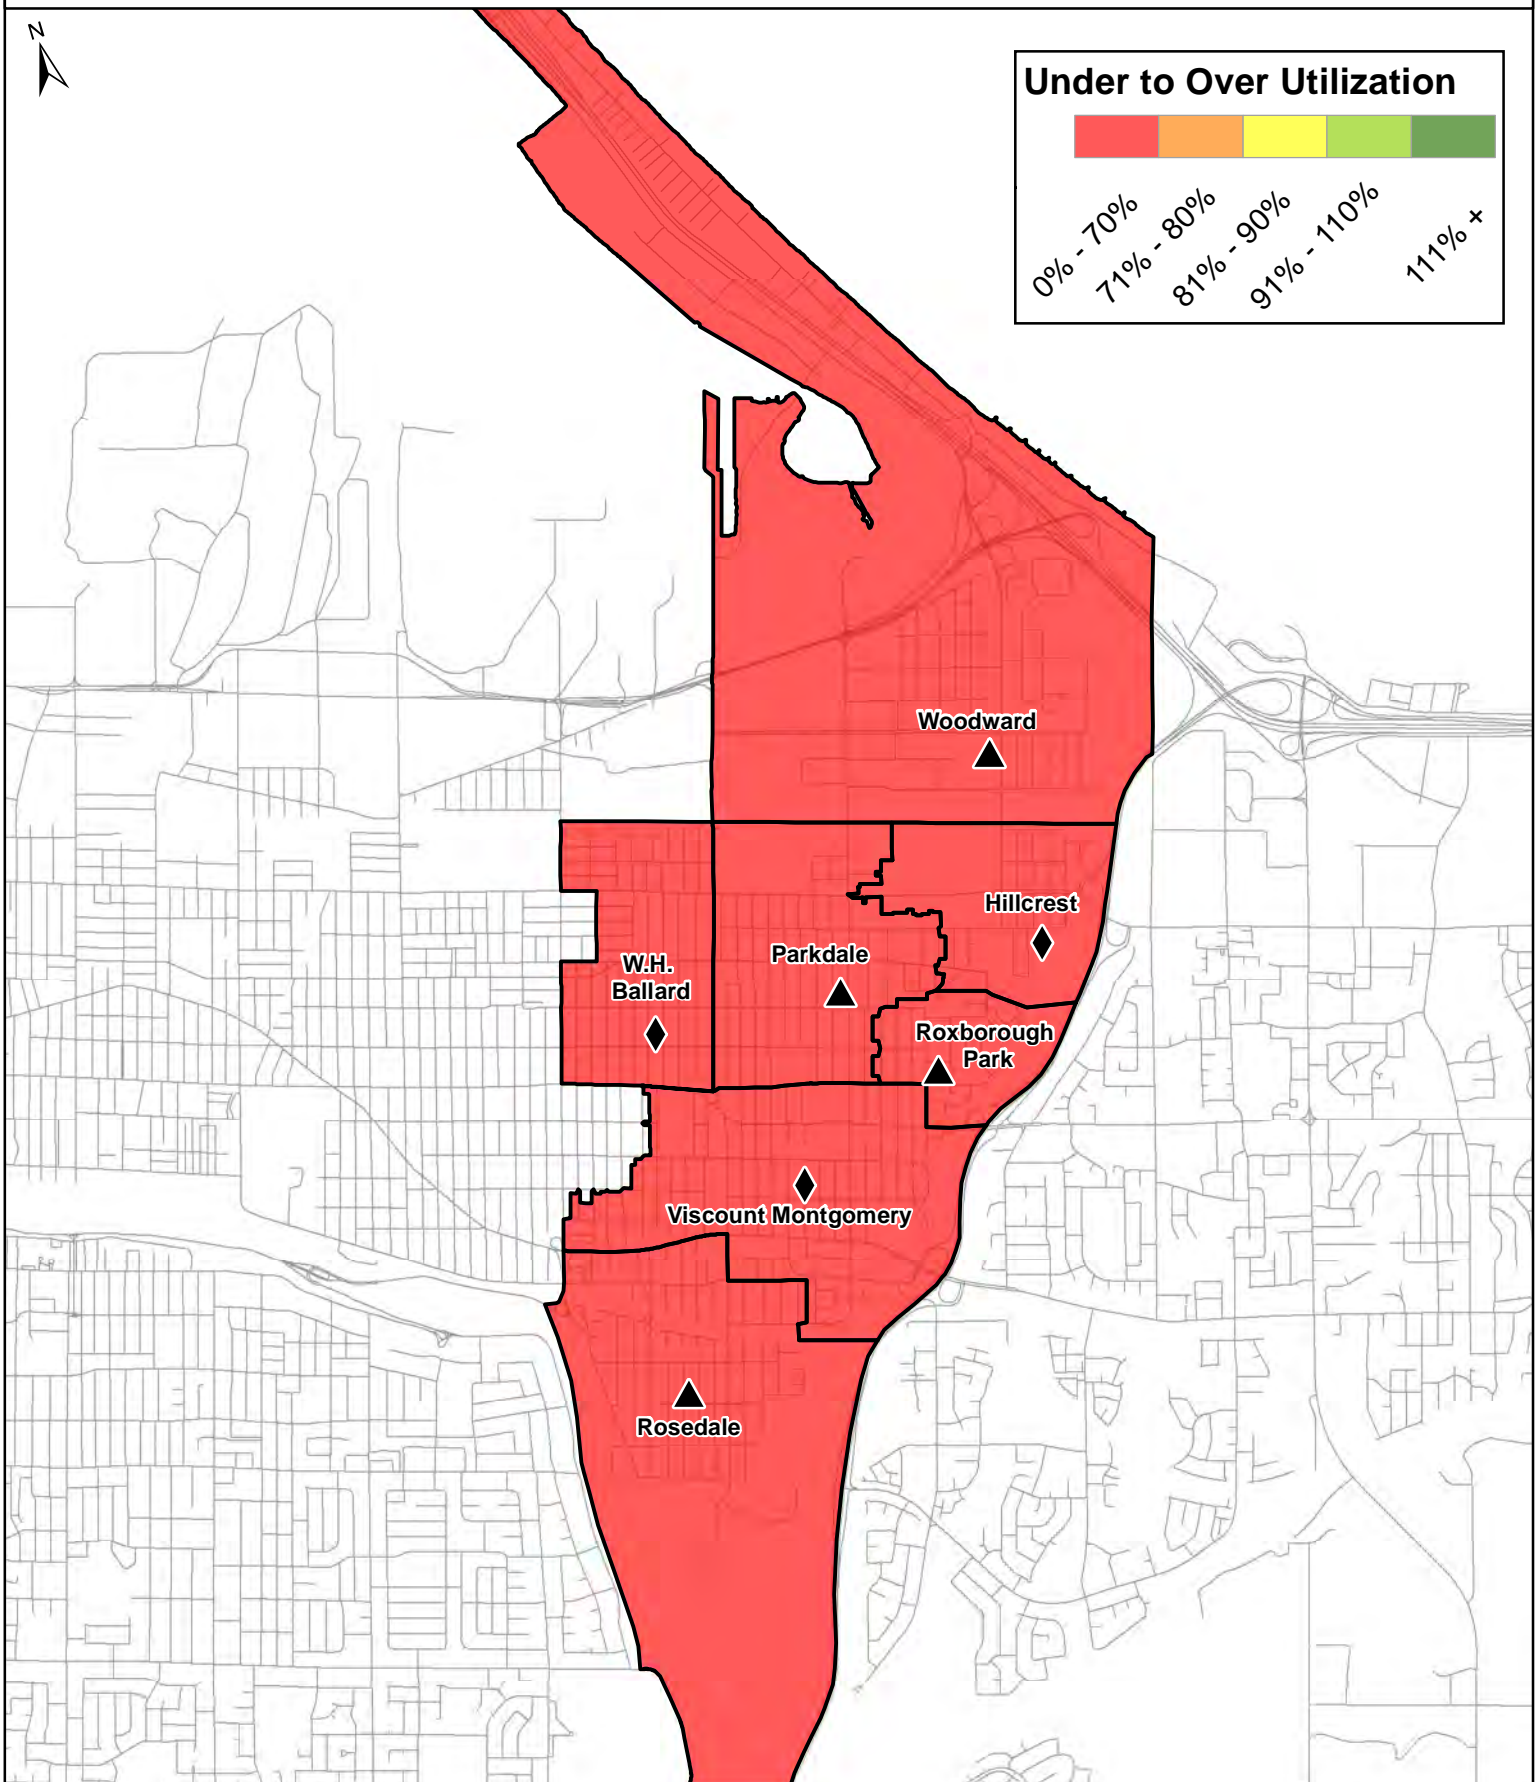 N
Under to Over Utilization
0% - 70%
71% - 80%
81% - 90%
91% - 110%
111% +
Woodward
Hillcrest
Parkdale
W.H.
Ballard
Roxborough
Park
Viscount Montgomery
Rosedale